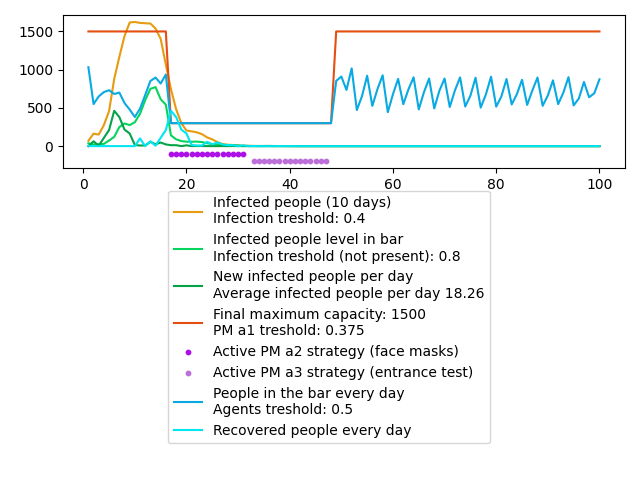 1500
1000
500
0
0
20
40
60
80
100
Infected people (10 days)
Infection treshold: 0.4
Infected people level in bar
Infection treshold (not present): 0.8
New infected people per day
Average infected people per day 18.26
Final maximum capacity: 1500
PM a1 treshold: 0.375
Active PM a2 strategy (face masks)
Active PM a3 strategy (entrance test)
People in the bar every day
Agents treshold: 0.5
Recovered people every day